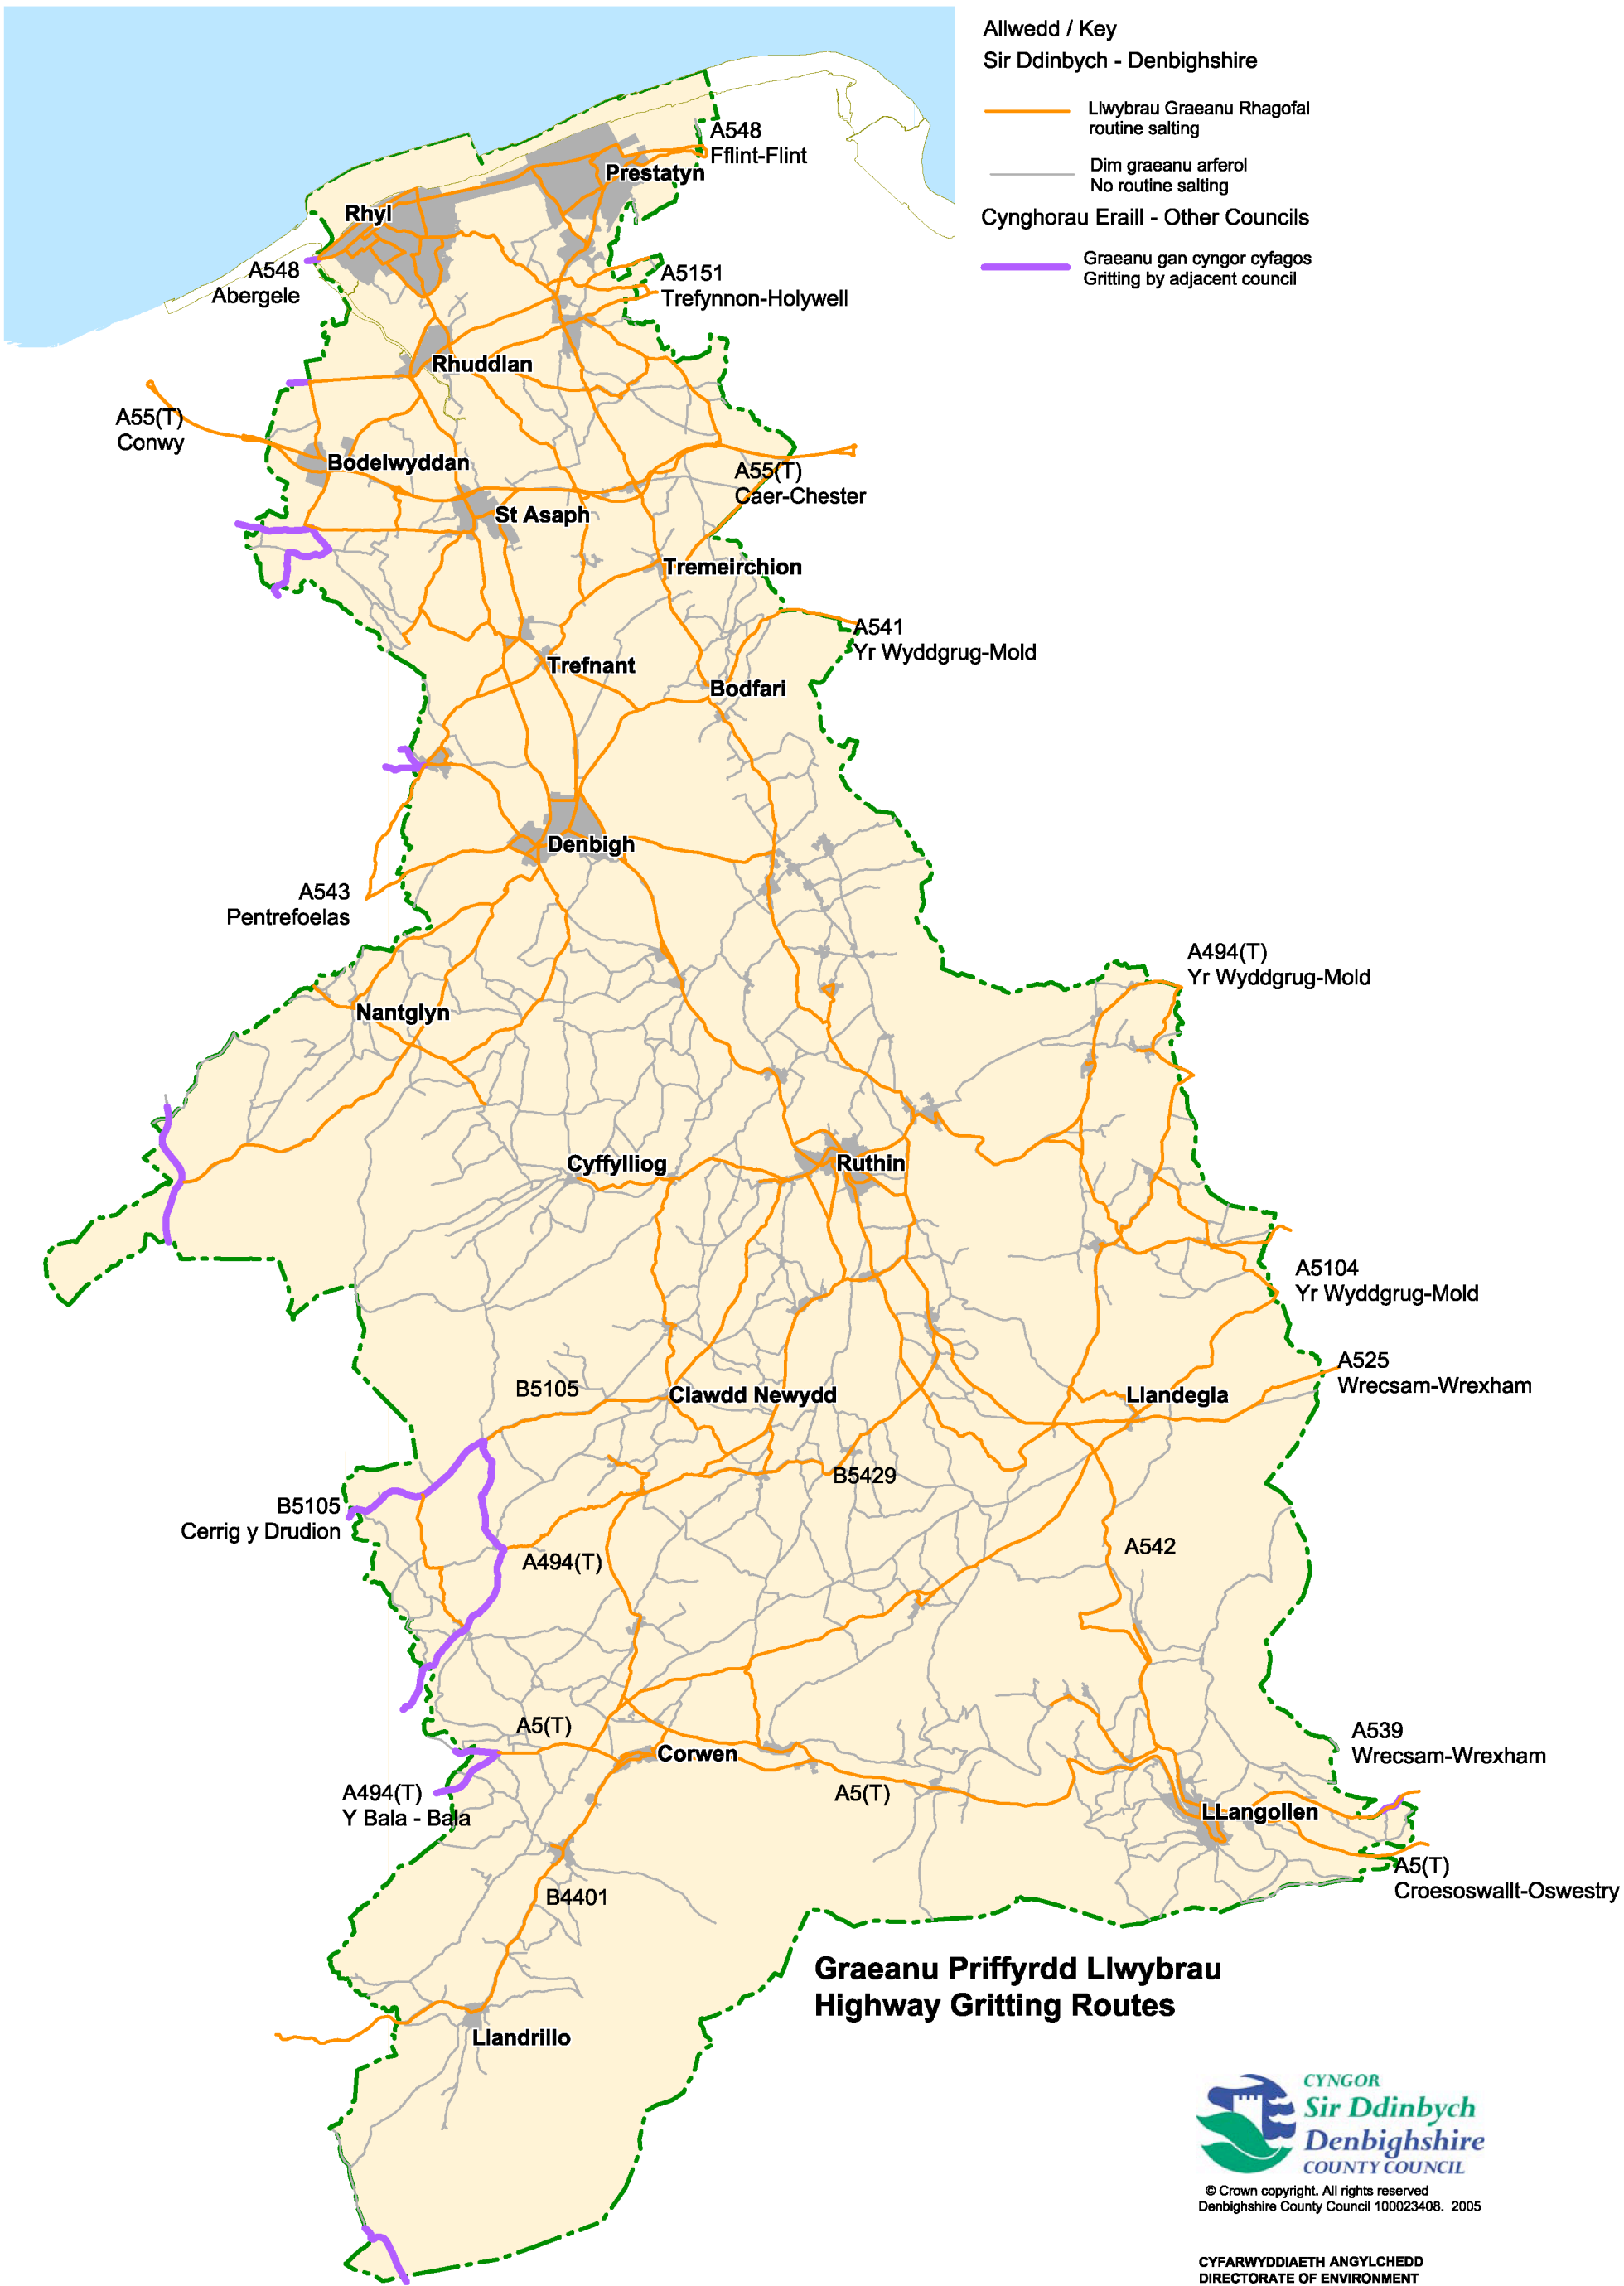 Allwedd / Key
Sir Ddinbych - Denbighshire
Llwybrau Graeanu Rhagofal
routine salting
Dim graeanu arferol
No routine salting
Cynghorau Eraill - Other Councils
Graeanu gan cyngor cyfagos
Gritting by adjacent council
A548
Fflint-Flint
Prestatyn
Rhyl
A548
Abergele
A5151
Trefynnon-Holywell
Rhuddlan
A55(T)
Conwy
Bodelwyddan
A55(T)
Caer-Chester
St Asaph
Tremeirchion
A541
Yr Wyddgrug-Mold
Trefnant
Bodfari
Denbigh
A543
Pentrefoelas
A494(T)
Yr Wyddgrug-Mold
Nantglyn
Cyffylliog
Ruthin
A5104
Yr Wyddgrug-Mold
A525
Wrecsam-Wrexham
B5105
Clawdd Newydd
Llandegla
B5429
B5105
Cerrig y Drudion
A494(T)
A542
A5(T)
Corwen
A539
Wrecsam-Wrexham
A494(T)
Y Bala - Bala
A5(T)
LLangollen
A5(T)
Croesoswallt-Oswestry
B4401
Graeanu Priffyrdd Llwybrau
Highway Gritting Routes
Llandrillo
CYNGOR
Sir Ddinbych
Denbighshire
COUNTY COUNCIL
© Crown copyright. All rights reserved
Denbighshire County Council 100023408. 2005
CYFARWYDDIAETH ANGYLCHEDD
DIRECTORATE OF ENVIRONMENT